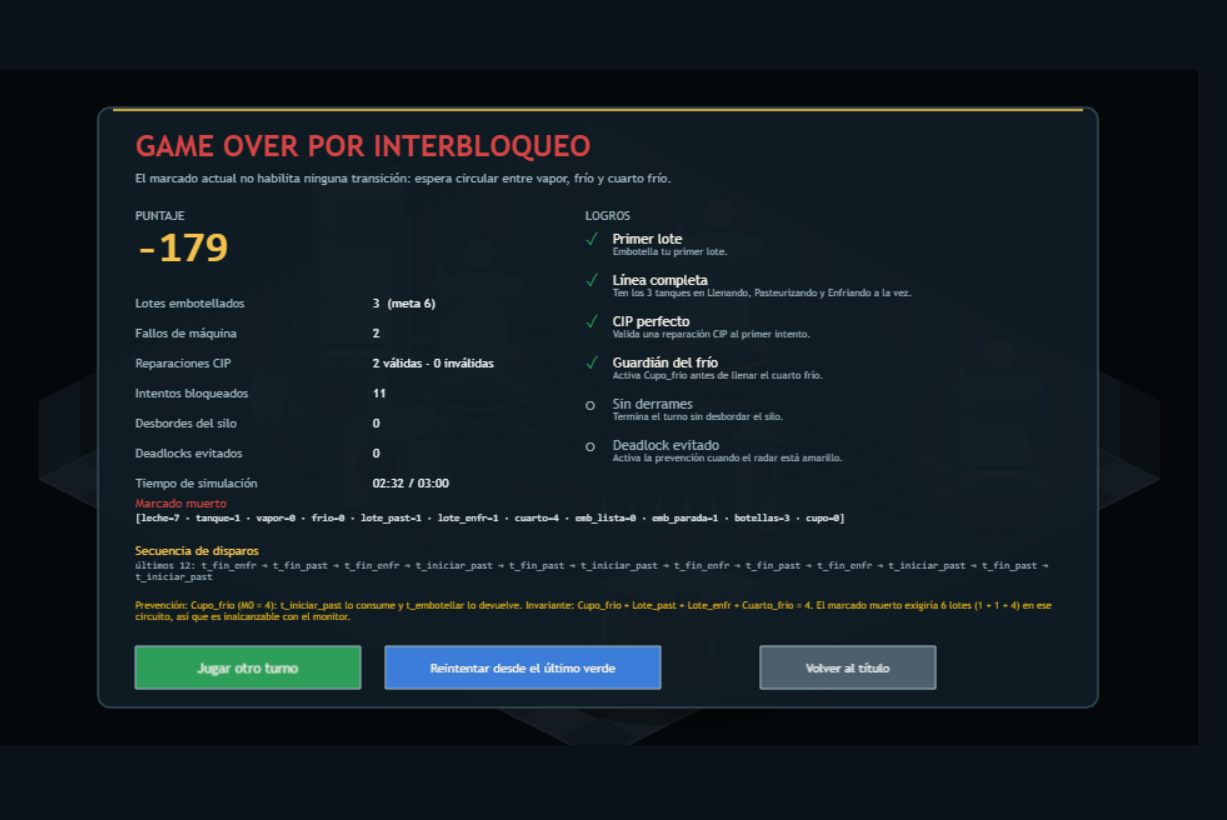 GAME OVER POR INTERBLOQUEO
El marcado actual no habilita ninguna transición: espera circular entre vapor, frío y cuarto frío.
PUNTAJE
-179
Lotes embotellados 3 (meta 6)
Fallos de máquina 2
Reparaciones CIP 2 válidas - 0 inválidas
Intentos bloqueados 11
Desbordes del silo 0
Deadlocks evitados 0
Tiempo de simulación 02:32 / 03:00
LOGROS
✓ Primer lote
Embotella tu primer lote.
✓ Línea completa
Ten los 3 tanques en Llenando, Pasteurizando y Enfriando a la vez.
✓ CIP perfecto
Valida una reparación CIP al primer intento.
✓ Guardián del frío
Activa Cupo_frio antes de llenar el cuarto frío.
○ Sin derrames
Termina el turno sin desbordar el silo.
○ Deadlock evitado
Activa la prevención cuando el radar está amarillo.
Marcado muerto
[leche=7 · tanque=1 · vapor=0 · frio=0 · lote_past=1 · lote_enfr=1 · cuarto=4 · emb_lista=0 · emb_parada=1 · botellas=3 · cupo=0]
Secuencia de disparos
últimos 12: t_fin_enfr → t_fin_past → t_fin_enfr → t_iniciar_past → t_fin_past → t_iniciar_past → t_fin_enfr → t_fin_past → t_fin_enfr → t_iniciar_past → t_fin_past →
t_iniciar_past
Prevención: Cupo_frio (M0 = 4): t_iniciar_past lo consume y t_embotellar lo devuelve. Invariante: Cupo_frio + Lote_past + Lote_enfr + Cuarto_frio = 4. El marcado muerto exigiría 6 lotes (1 + 1 + 4) en ese
circuito, así que es inalcanzable con el monitor.
Jugar otro turno
Reintentar desde el último verde
Volver al título